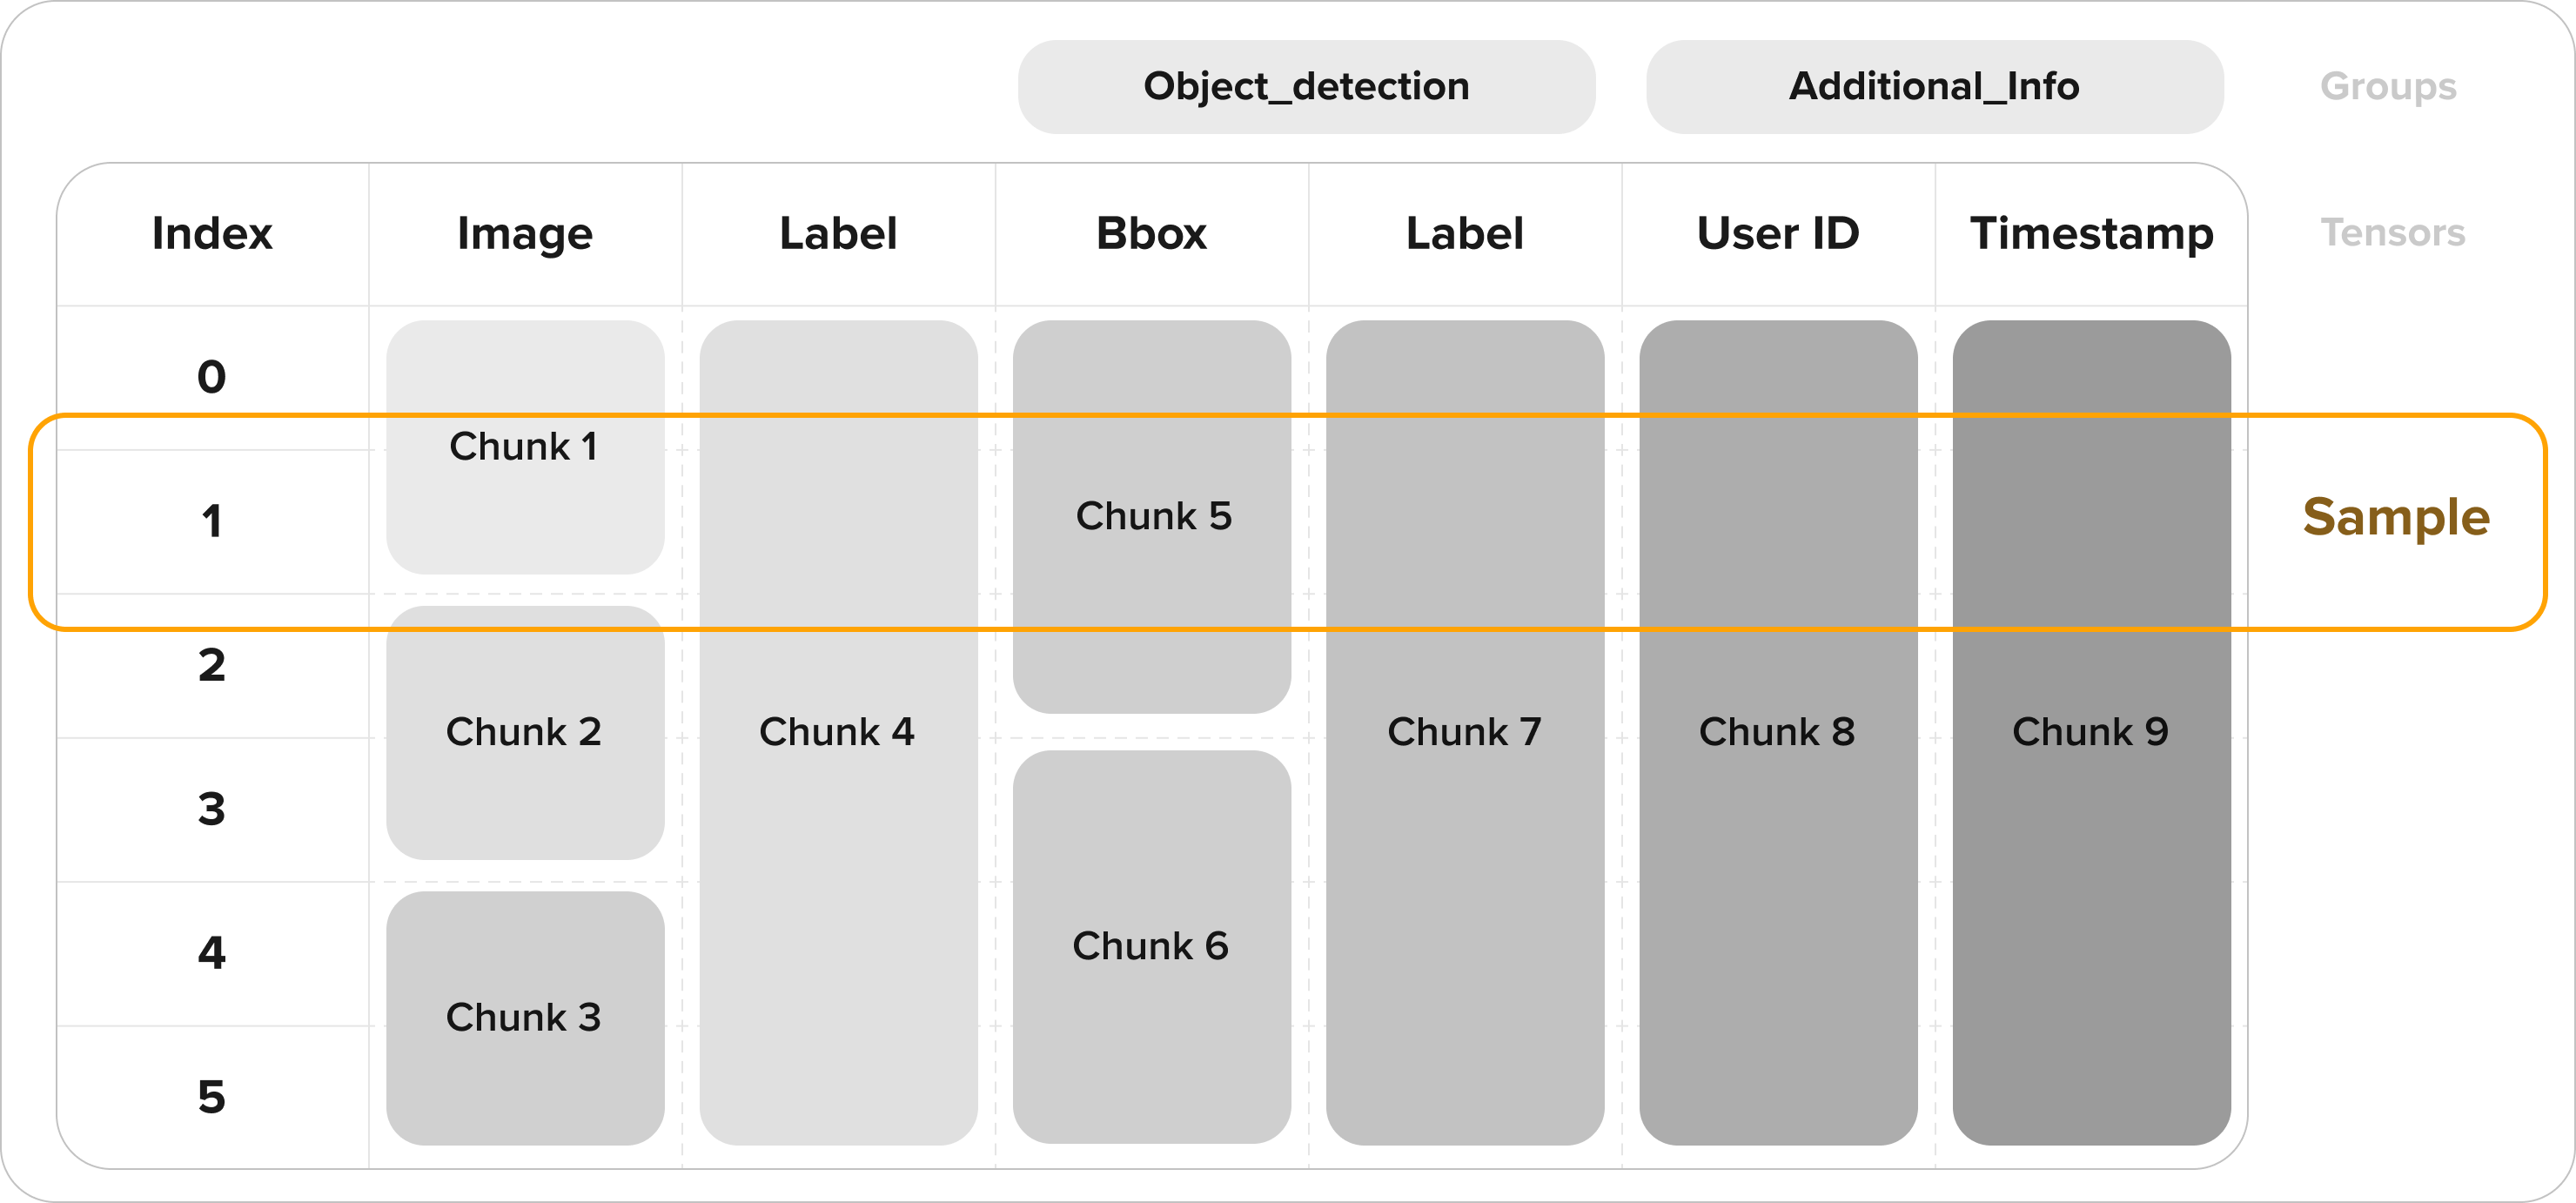 Object_detection Additional_Info Groups
Index Image Label Bbox Label User ID Timestamp Tensors
0
Chunk 1
1 Chunk 5 Sample
2
Chunk 2 Chunk 4 Chunk 7 Chunk 8 Chunk 9
3
4 Chunk 6
Chunk 3
5